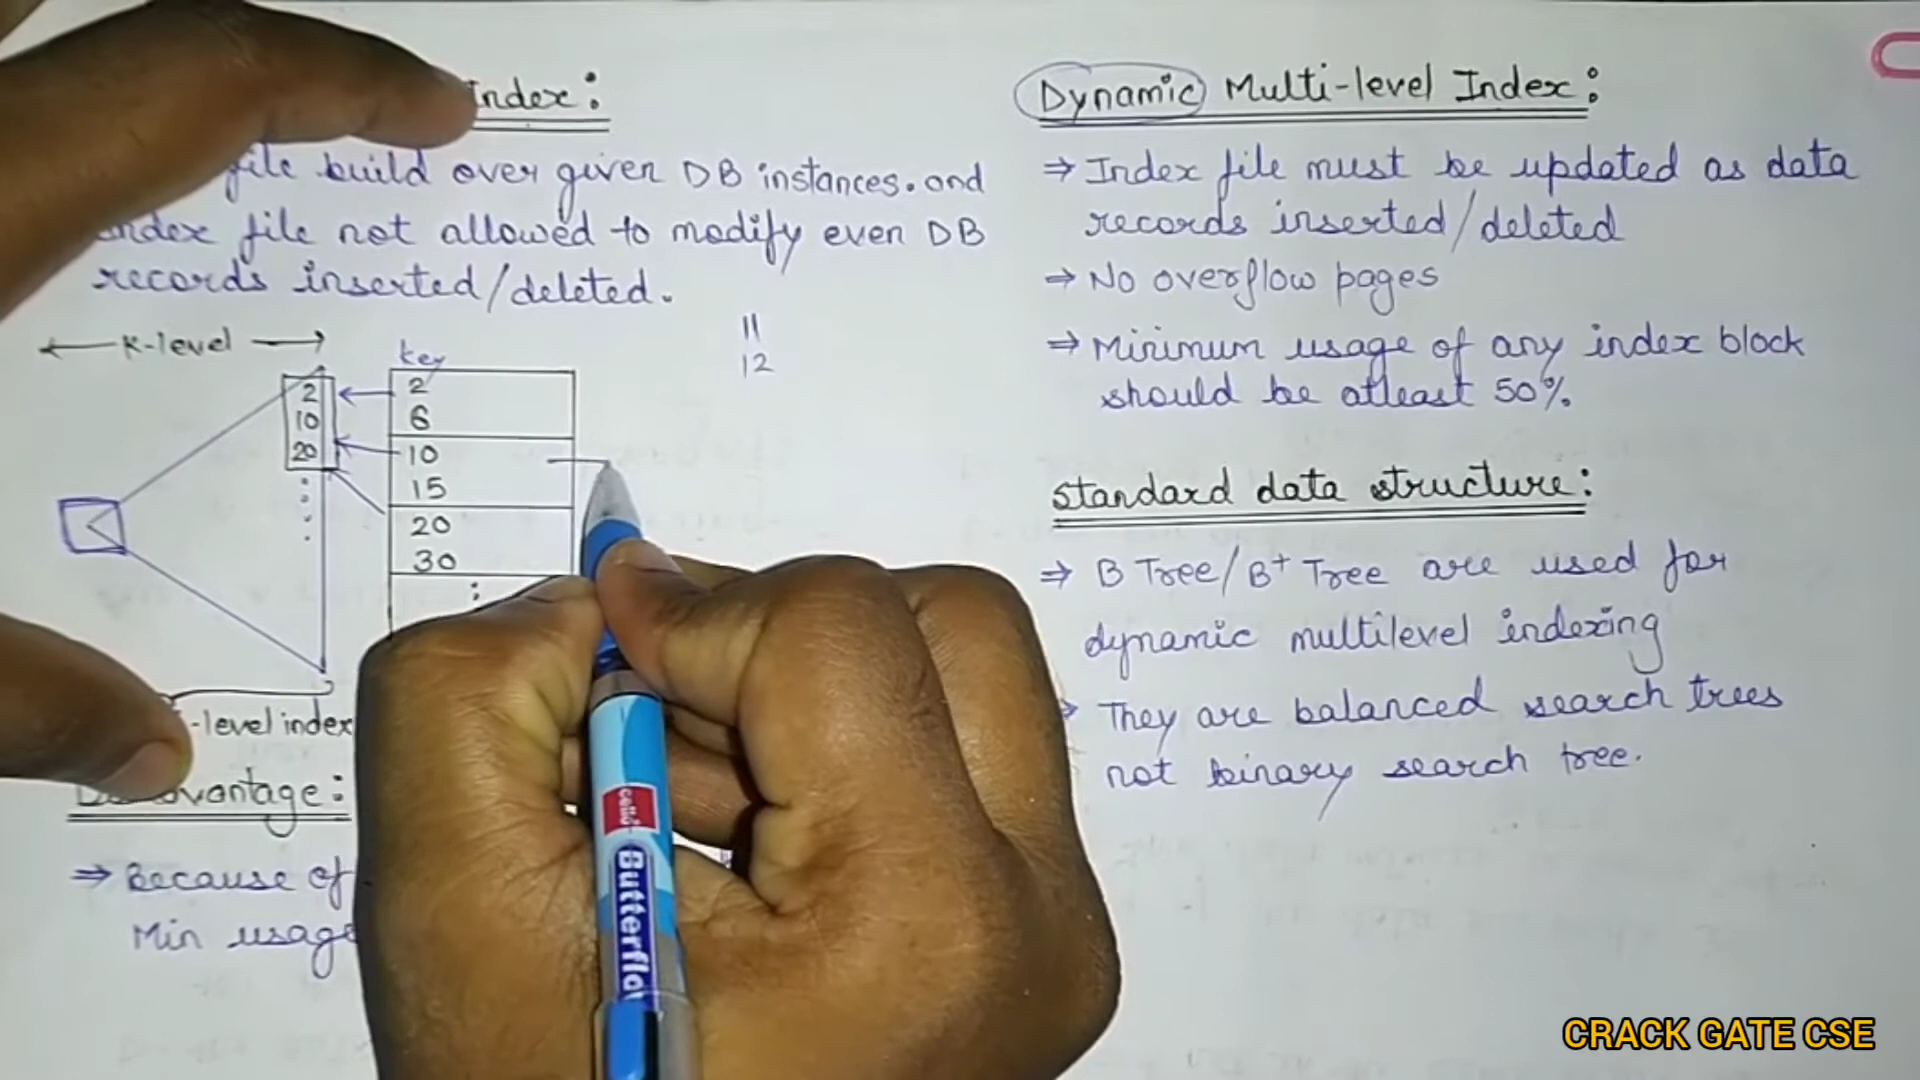 Index:
file build over given DB instances. and
index file not allowed to modify even DB
records inserted/deleted.
K-level
key
2
10
20
2
6
10
15
20
30
11
12
-level index
Because of
Min usage
Dynamic Multi-level Index:
⇒ Index file must be updated as data
records inserted/deleted
⇒ No overflow pages
⇒ Minimum usage of any index block
should be atleast 50%.
Standard data structure:
⇒ B Tree/B+ Tree are used for
dynamic multilevel indexing
They are balanced search trees
not binary search tree.
cello
Butterflo
CRACK GATE CSE